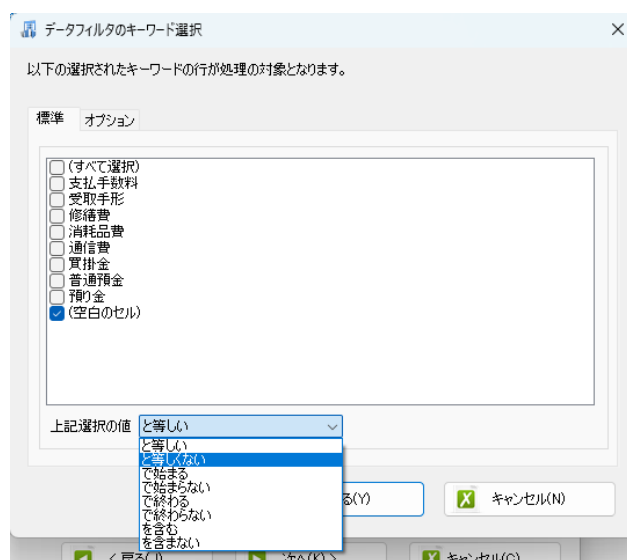 データフィルタのキーワード選択
以下の選択されたキーワードの行が処理の対象となります。
標準 オプション
(すべて選択)
支払手数料
受取手形
修繕費
消耗品費
通信費
買掛金
普通預金
預り金
(空白のセル)
上記選択の値 と等しい
と等しい
と等しくない
で始まる
で始まらない
で終わる
で終わらない
を含む
を含まない
る(Y) キャンセル(N)
次へ(K) > キャンセル(C)